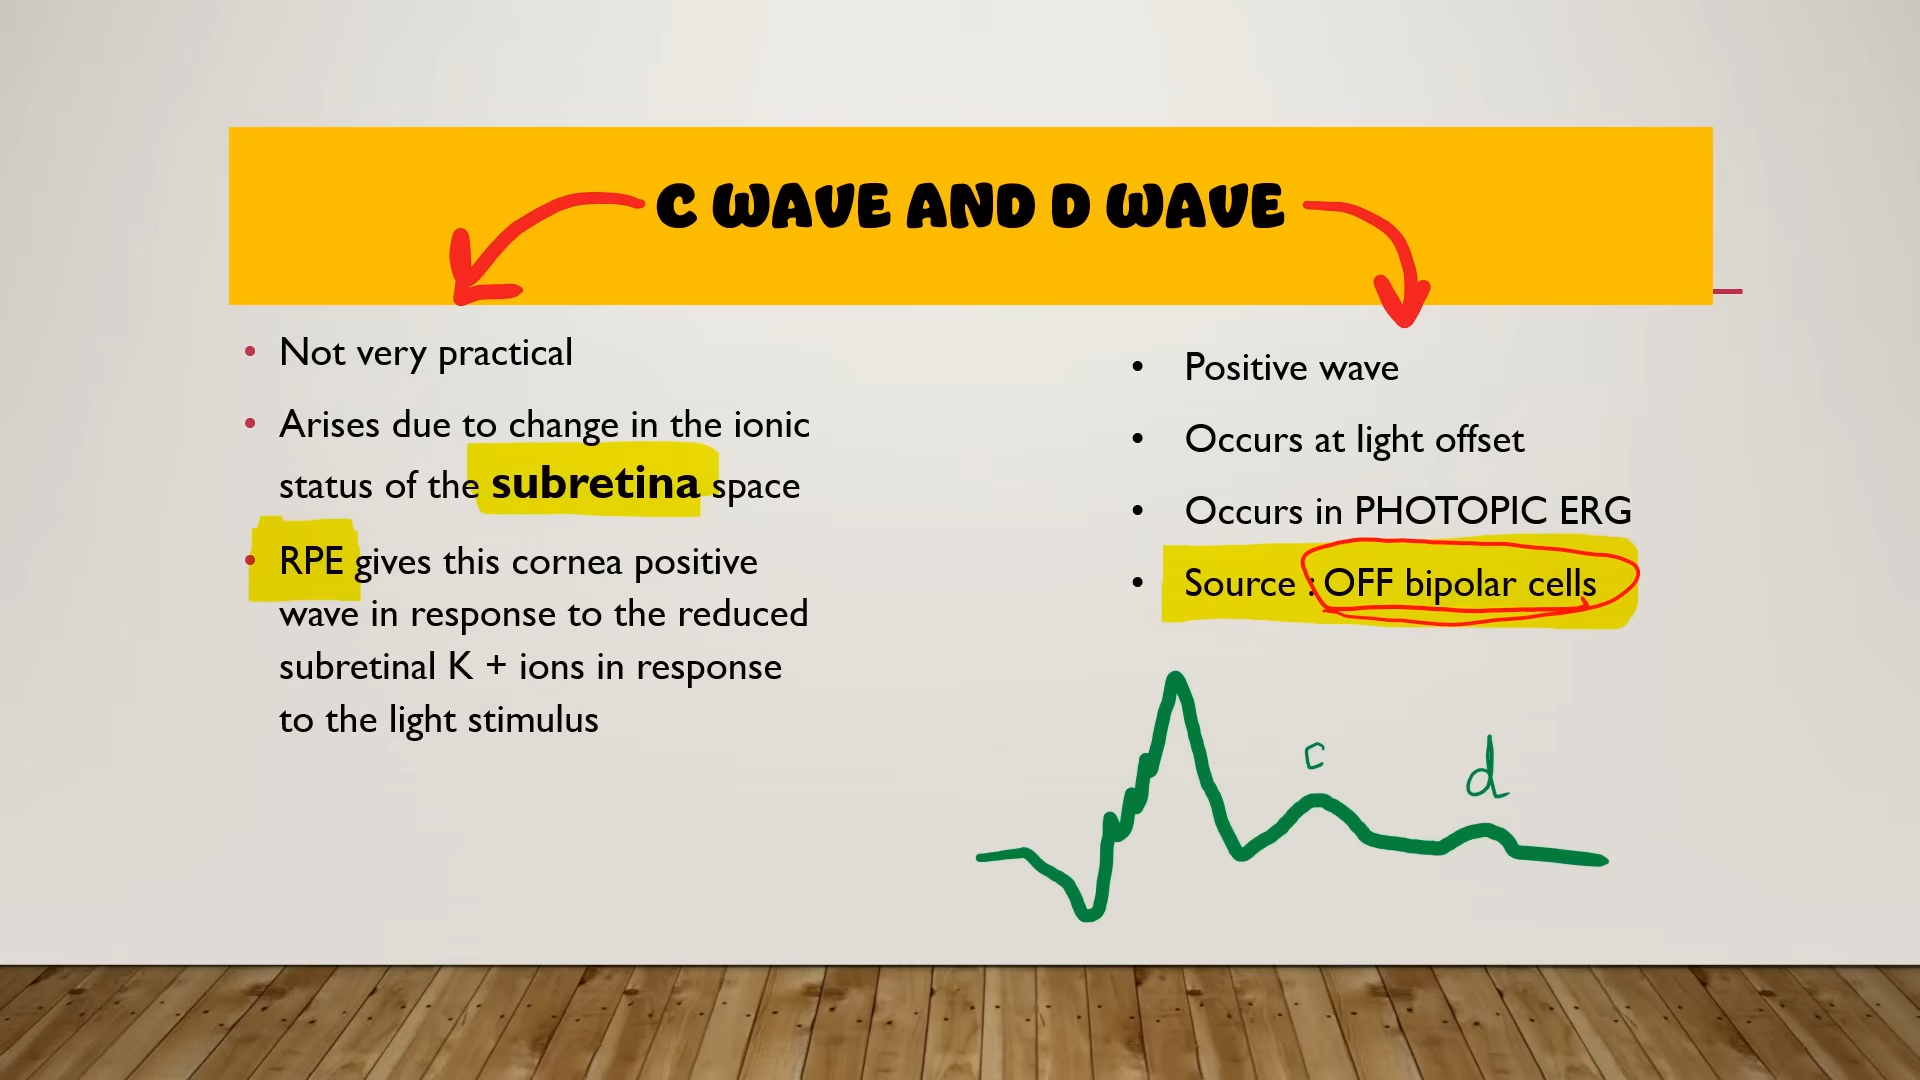 C WAVE AND D WAVE
• Not very practical
• Arises due to change in the ionic
status of the subretina space
• RPE gives this cornea positive
wave in response to the reduced
subretinal K + ions in response
to the light stimulus
• Positive wave
• Occurs at light offset
• Occurs in PHOTOPIC ERG
• Source : OFF bipolar cells
c
d